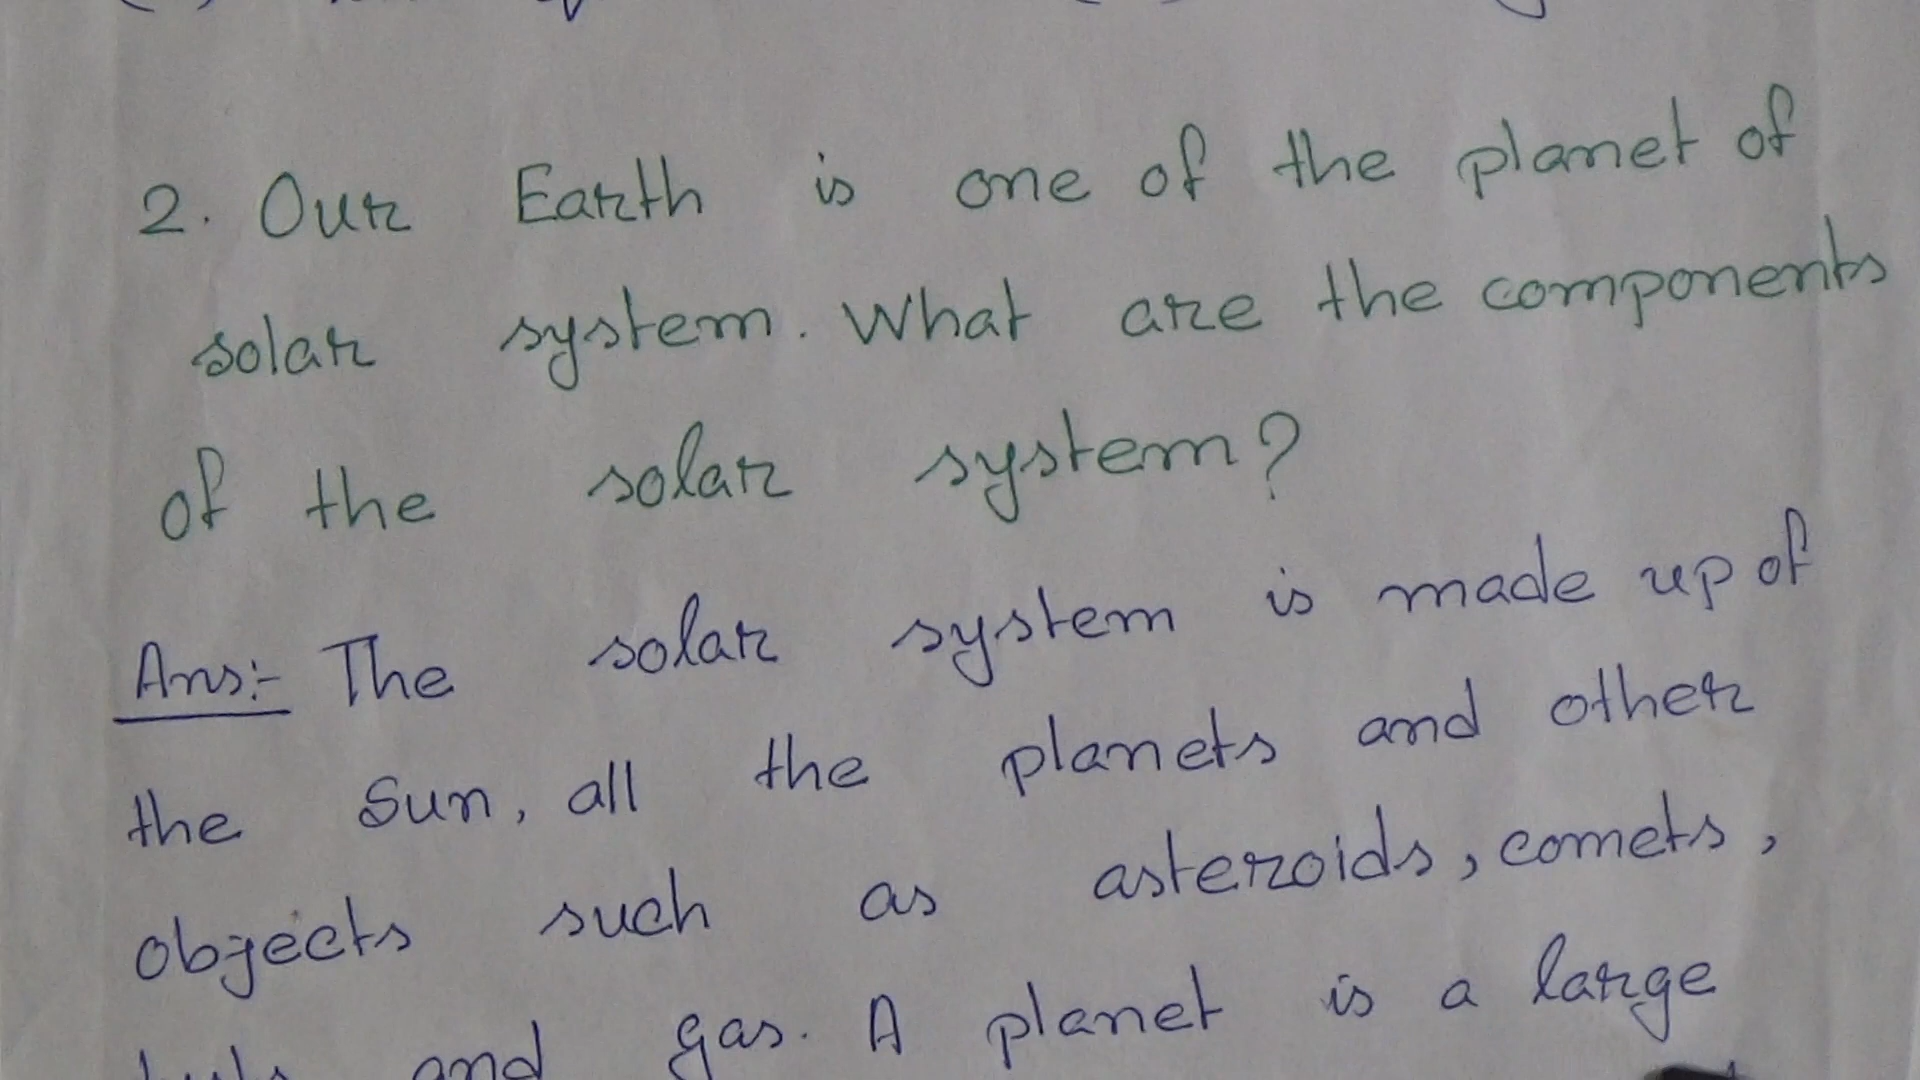 2. Our Earth is one of the planet of
solar system. What are the components
of the solar system?
Ans:- The solar system is made up of
the Sun, all the planets and other
objects such as asteroids, comets,
and gas. A planet is a large